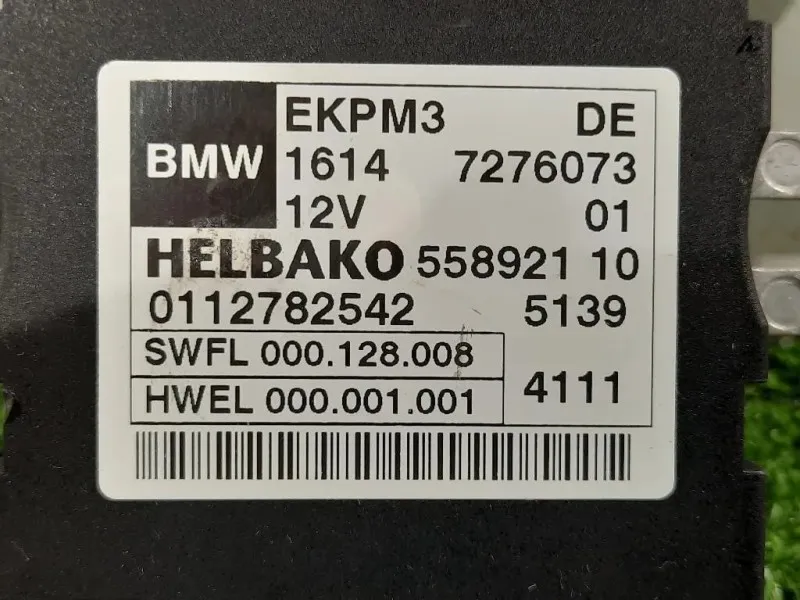 BMW EKPM3 DE
1614 7276073
12V 01
HELBAKO 558921 10
0112782542 5139
SWFL 000.128.008
HWEL 000.001.001 4111